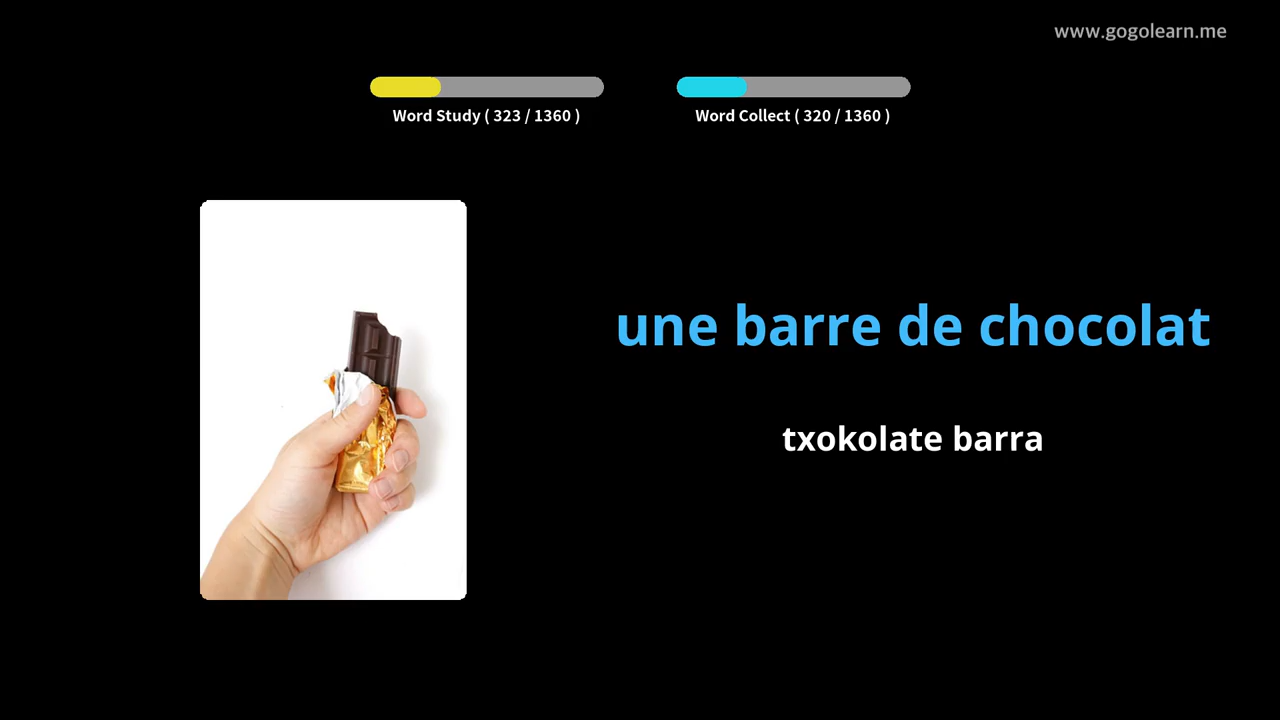 www.gogolearn.me
Word Study ( 323 / 1360 )
Word Collect ( 320 / 1360 )
une barre de chocolat
txokolate barra